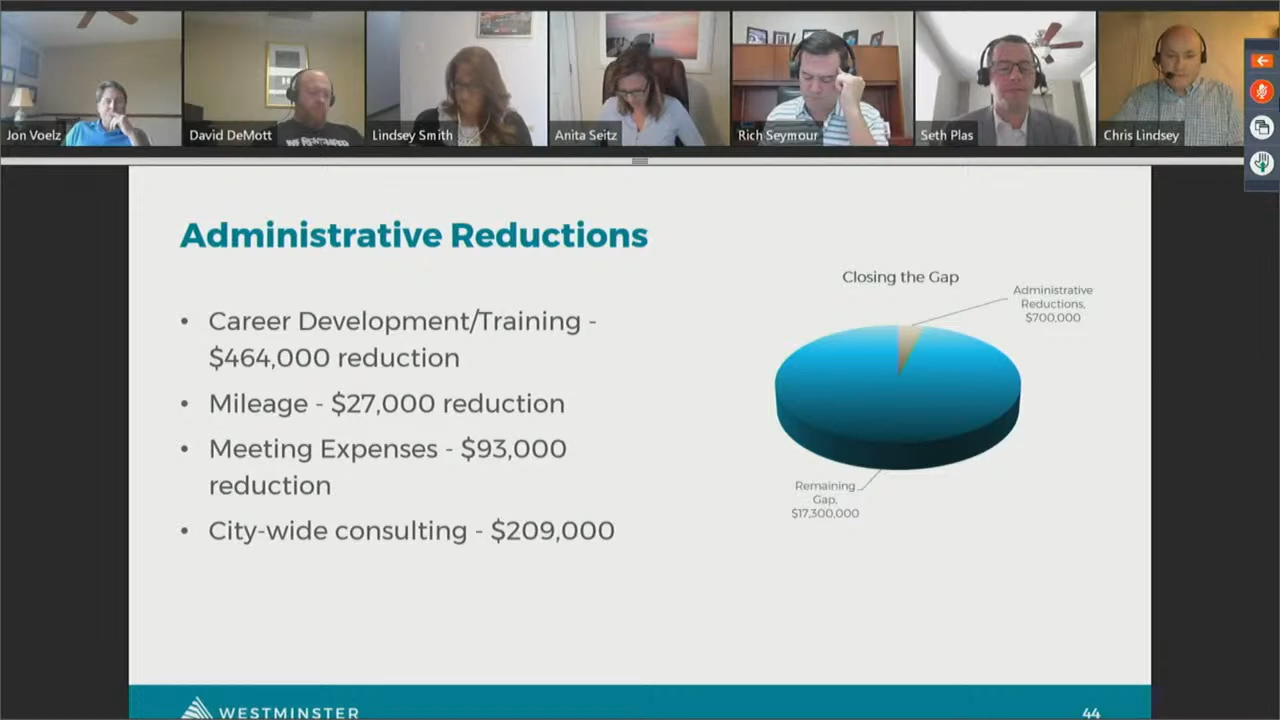 Jon Voelz
David DeMott
Lindsey Smith
Anita Seitz
Rich Seymour
Seth Plas
Chris Lindsey
Administrative Reductions
• Career Development/Training -
$464,000 reduction
• Mileage - $27,000 reduction
• Meeting Expenses - $93,000
reduction
• City-wide consulting - $209,000
Closing the Gap
Administrative
Reductions,
$700,000
Remaining
Gap,
$17,300,000
WESTMINSTER
44